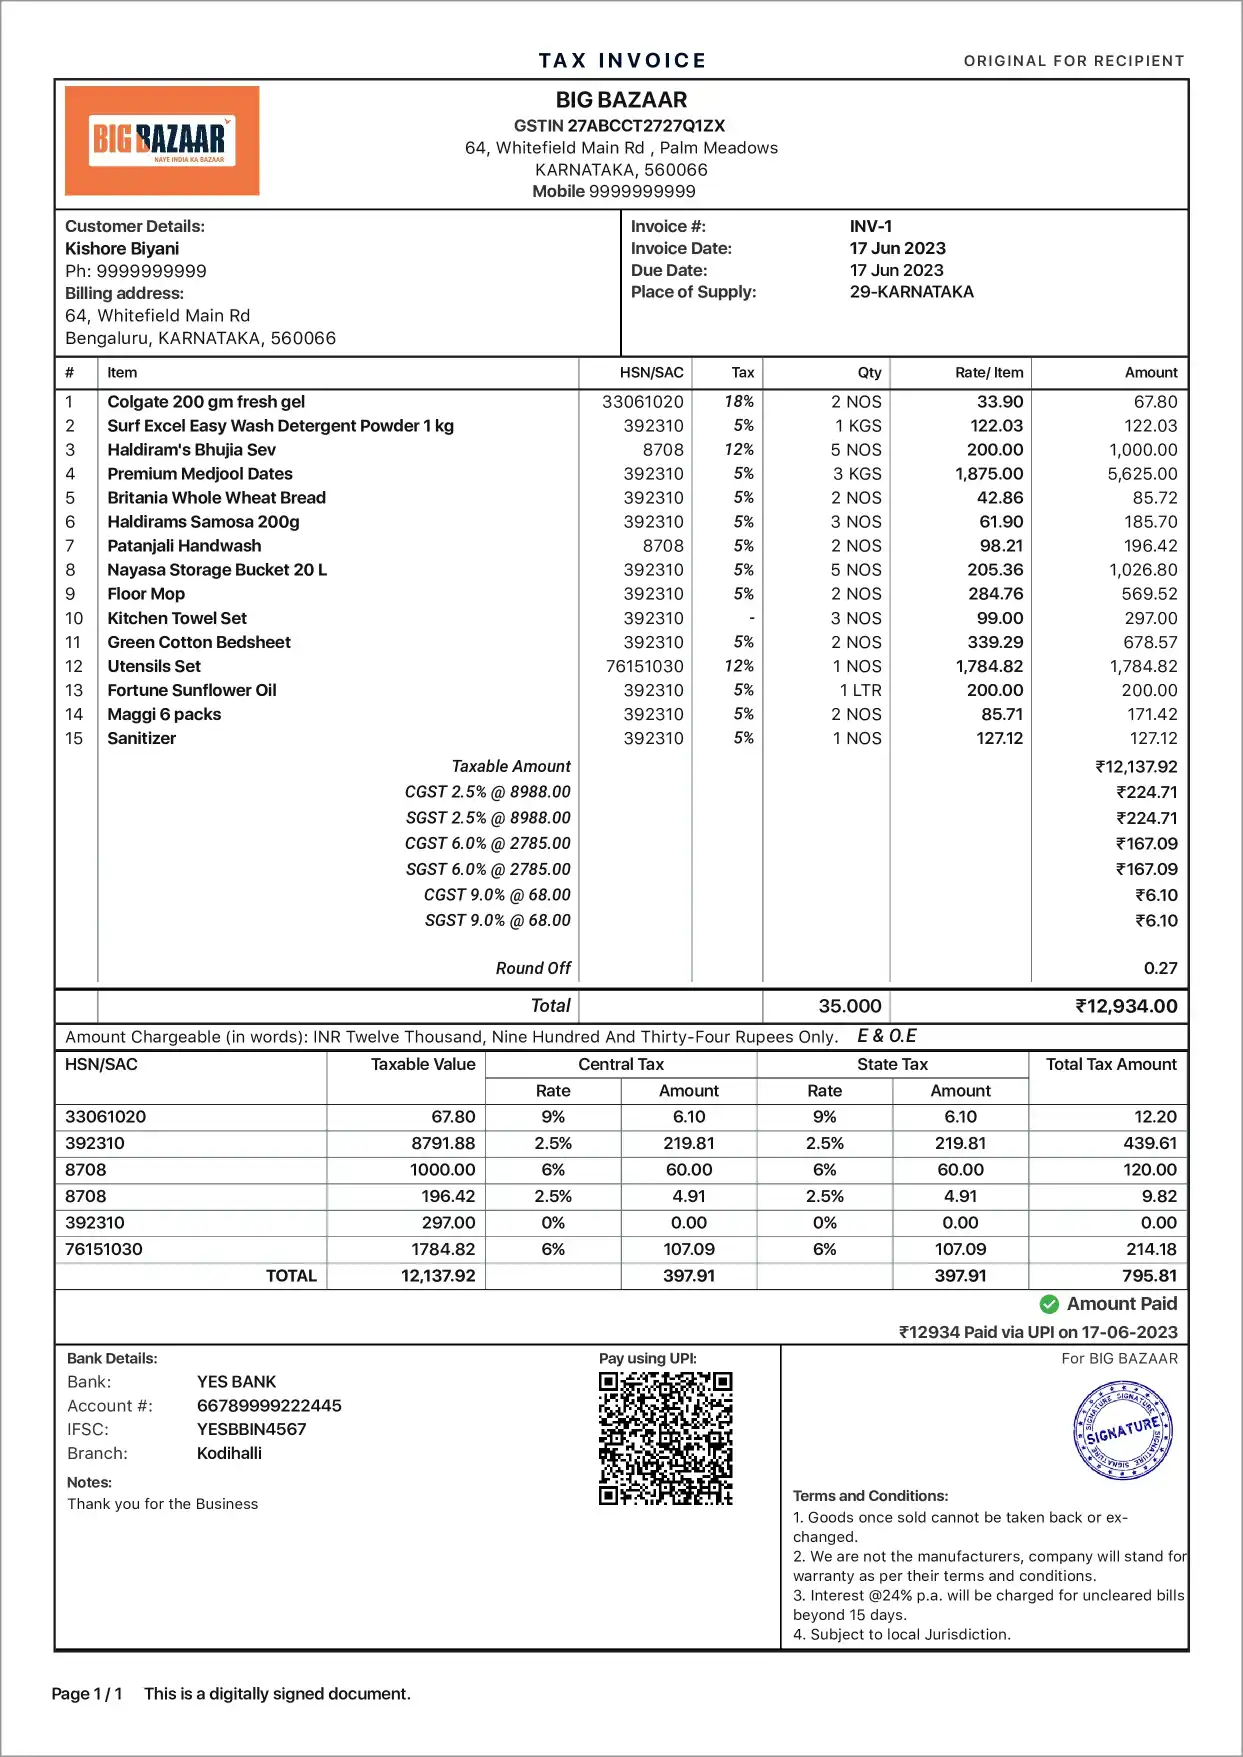 TAX INVOICE
ORIGINAL FOR RECIPIENT
BIG BAZAAR
NAYE INDIA KA BAZAAR
BIG BAZAAR
GSTIN 27ABCCT2727Q1ZX
64, Whitefield Main Rd , Palm Meadows
KARNATAKA, 560066
Mobile 9999999999
Customer Details:
Kishore Biyani
Ph: 9999999999
Billing address:
64, Whitefield Main Rd
Bengaluru, KARNATAKA, 560066
Invoice #: INV-1
Invoice Date: 17 Jun 2023
Due Date: 17 Jun 2023
Place of Supply: 29-KARNATAKA
# Item HSN/SAC Tax Qty Rate/ Item Amount
1 Colgate 200 gm fresh gel 33061020 18% 2 NOS 33.90 67.80
2 Surf Excel Easy Wash Detergent Powder 1 kg 392310 5% 1 KGS 122.03 122.03
3 Haldiram's Bhujia Sev 8708 12% 5 NOS 200.00 1,000.00
4 Premium Medjool Dates 392310 5% 3 KGS 1,875.00 5,625.00
5 Britania Whole Wheat Bread 392310 5% 2 NOS 42.86 85.72
6 Haldirams Samosa 200g 392310 5% 3 NOS 61.90 185.70
7 Patanjali Handwash 8708 5% 2 NOS 98.21 196.42
8 Nayasa Storage Bucket 20 L 392310 5% 5 NOS 205.36 1,026.80
9 Floor Mop 392310 5% 2 NOS 284.76 569.52
10 Kitchen Towel Set 392310 - 3 NOS 99.00 297.00
11 Green Cotton Bedsheet 392310 5% 2 NOS 339.29 678.57
12 Utensils Set 76151030 12% 1 NOS 1,784.82 1,784.82
13 Fortune Sunflower Oil 392310 5% 1 LTR 200.00 200.00
14 Maggi 6 packs 392310 5% 2 NOS 85.71 171.42
15 Sanitizer 392310 5% 1 NOS 127.12 127.12
Taxable Amount ₹12,137.92
CGST 2.5% @ 8988.00 ₹224.71
SGST 2.5% @ 8988.00 ₹224.71
CGST 6.0% @ 2785.00 ₹167.09
SGST 6.0% @ 2785.00 ₹167.09
CGST 9.0% @ 68.00 ₹6.10
SGST 9.0% @ 68.00 ₹6.10
Round Off 0.27
Total 35.000 ₹12,934.00
Amount Chargeable (in words): INR Twelve Thousand, Nine Hundred And Thirty-Four Rupees Only. E & O.E
HSN/SAC Taxable Value Central Tax State Tax Total Tax Amount
Rate Amount Rate Amount
33061020 67.80 9% 6.10 9% 6.10 12.20
392310 8791.88 2.5% 219.81 2.5% 219.81 439.61
8708 1000.00 6% 60.00 6% 60.00 120.00
8708 196.42 2.5% 4.91 2.5% 4.91 9.82
392310 297.00 0% 0.00 0% 0.00 0.00
76151030 1784.82 6% 107.09 6% 107.09 214.18
TOTAL 12,137.92 397.91 397.91 795.81
Amount Paid
₹12934 Paid via UPI on 17-06-2023
Bank Details:
Bank: YES BANK
Account #: 66789999222445
IFSC: YESBBIN4567
Branch: Kodihalli
Notes:
Thank you for the Business
Pay using UPI:
For BIG BAZAAR
SIGNATURE SIGNATURE
SIGNATURE
SIGNATURE SIGNATURE SIGNATURE
Terms and Conditions:
1. Goods once sold cannot be taken back or ex-
changed.
2. We are not the manufacturers, company will stand for
warranty as per their terms and conditions.
3. Interest @24% p.a. will be charged for uncleared bills
beyond 15 days.
4. Subject to local Jurisdiction.
Page 1 / 1 This is a digitally signed document.